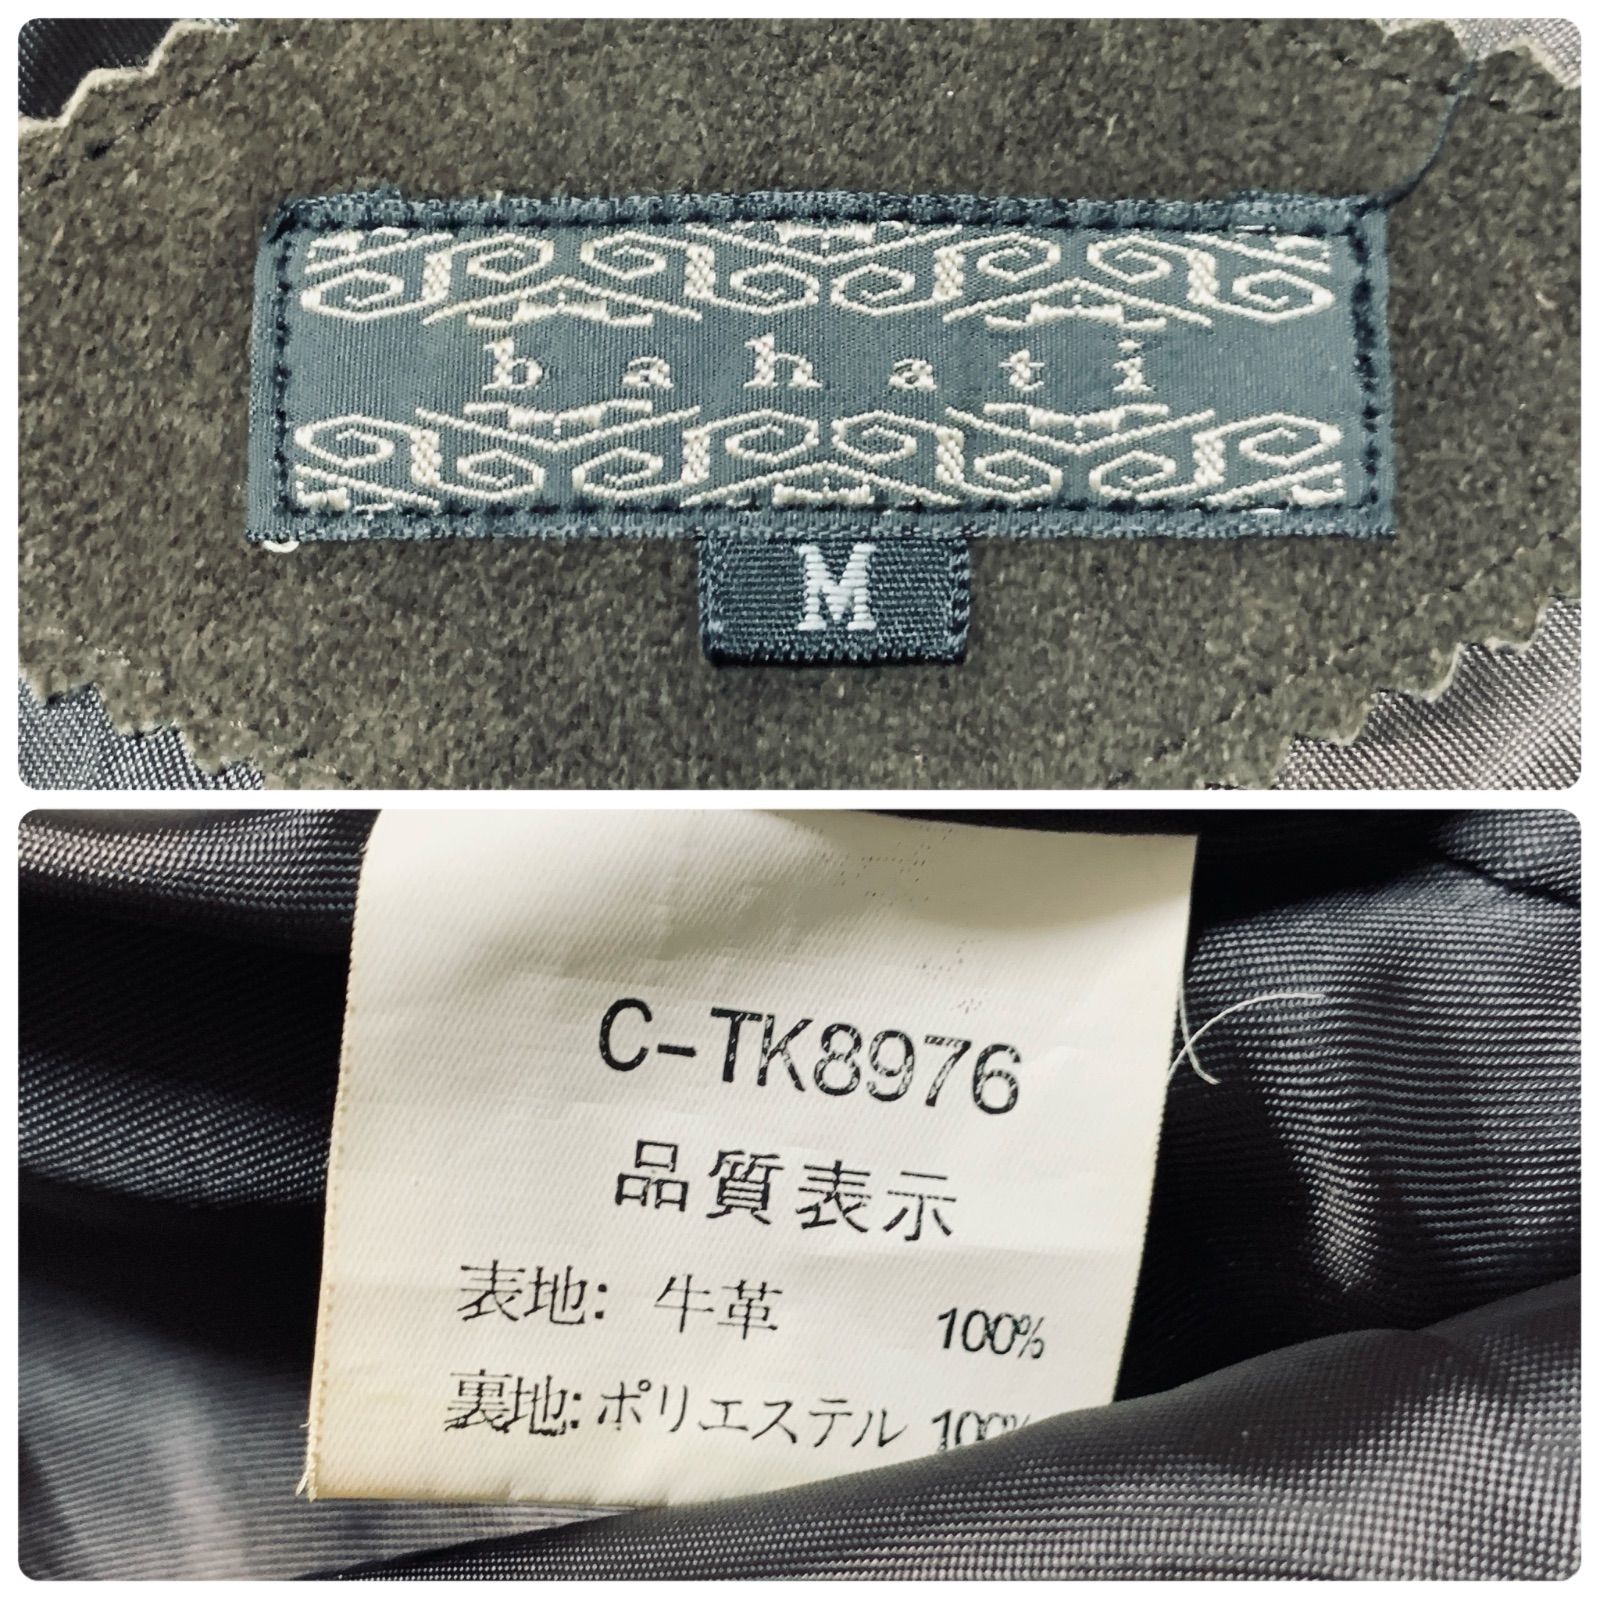 bahati
M
C-TK8976
品質表示
表地: 牛革 100%
裏地: ポリエステル 100%